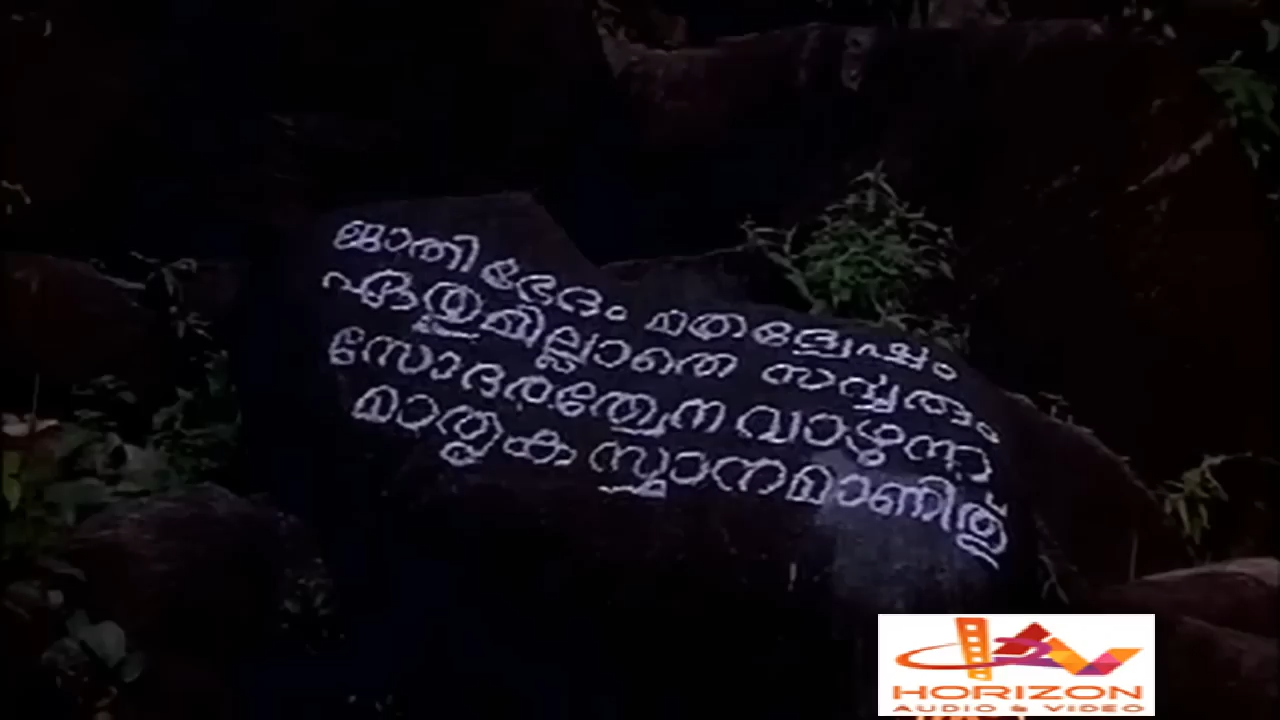 ജാതി ഭേദം മതദ്വേഷം
ഏതുമില്ലാതെ സർവ്വരും
സോദരത്വേന വാഴുന്ന
മാതൃക സ്ഥാനമാണിത്
HORIZON
AUDIO & VIDEO